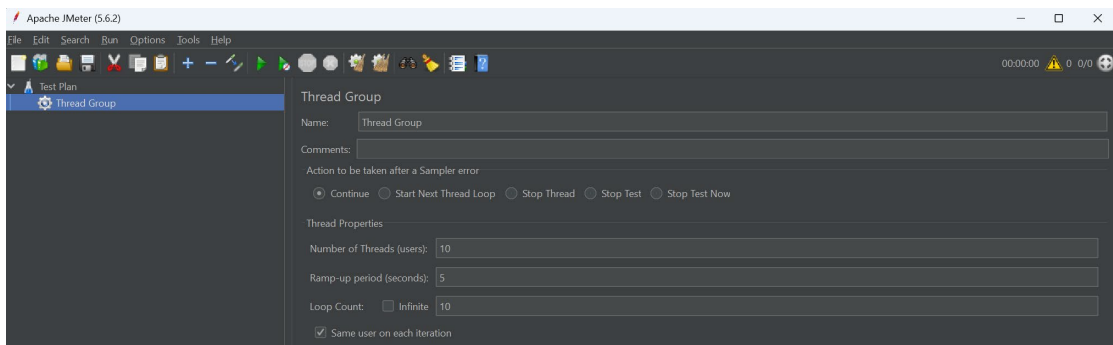 Apache JMeter (5.6.2)
File Edit Search Run Options Tools Help
00:00:00 0 0/0
Test Plan
Thread Group
Thread Group
Name: Thread Group
Comments:
Action to be taken after a Sampler error
Continue Start Next Thread Loop Stop Thread Stop Test Stop Test Now
Thread Properties
Number of Threads (users): 10
Ramp-up period (seconds): 5
Loop Count: Infinite 10
Same user on each iteration